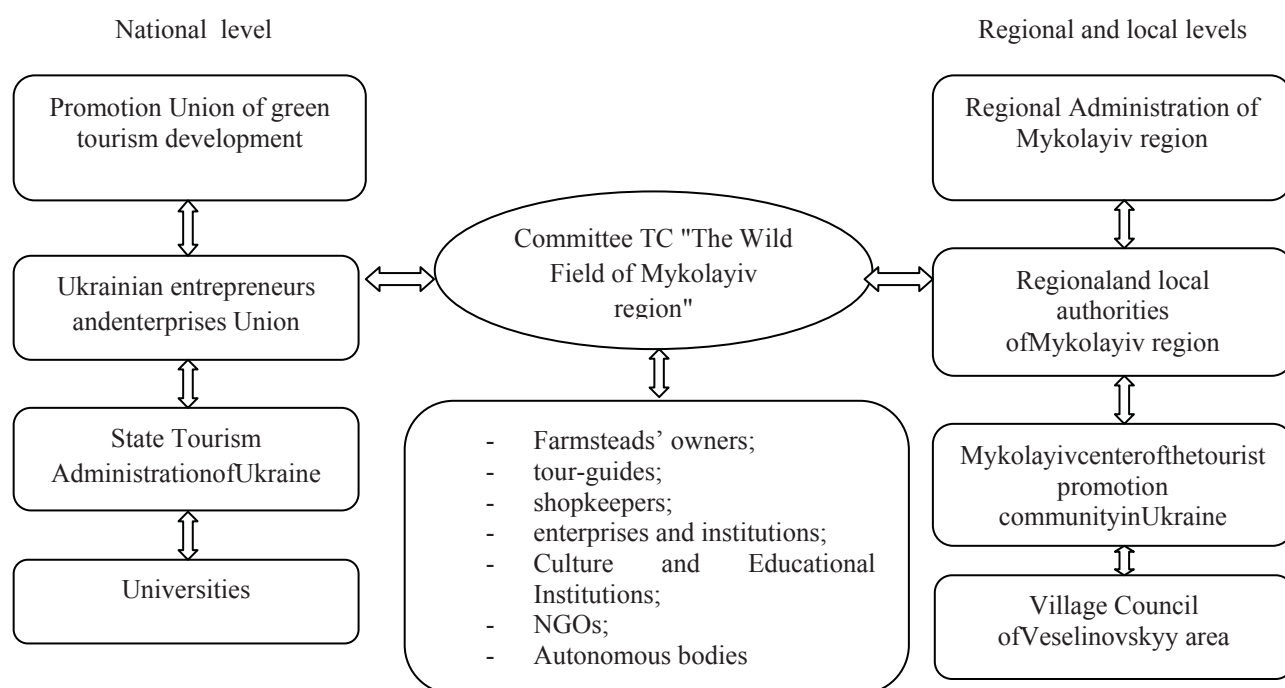 National level
Regional and local levels
Promotion Union of green
tourism development
Ukrainian entrepreneurs
andenterprises Union
State Tourism
AdministrationofUkraine
Universities
Committee TC "The Wild
Field of Mykolayiv
region"
- Farmsteads’ owners;
- tour-guides;
- shopkeepers;
- enterprises and institutions;
- Culture and Educational
Institutions;
- NGOs;
- Autonomous bodies
Regional Administration of
Mykolayiv region
Regionaland local
authorities
ofMykolayiv region
Mykolayivcenterofthetourist
promotion
communityinUkraine
Village Council
ofVeselinovskyy area